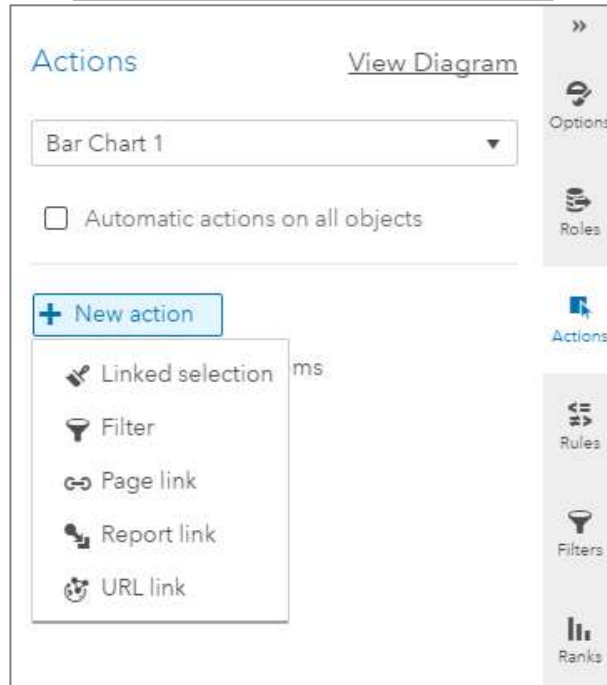 Actions
View Diagram
Bar Chart 1
Automatic actions on all objects
New action
ms
Linked selection
Filter
Page link
Report link
URL link
Options
Roles
Actions
Rules
Filters
Ranks